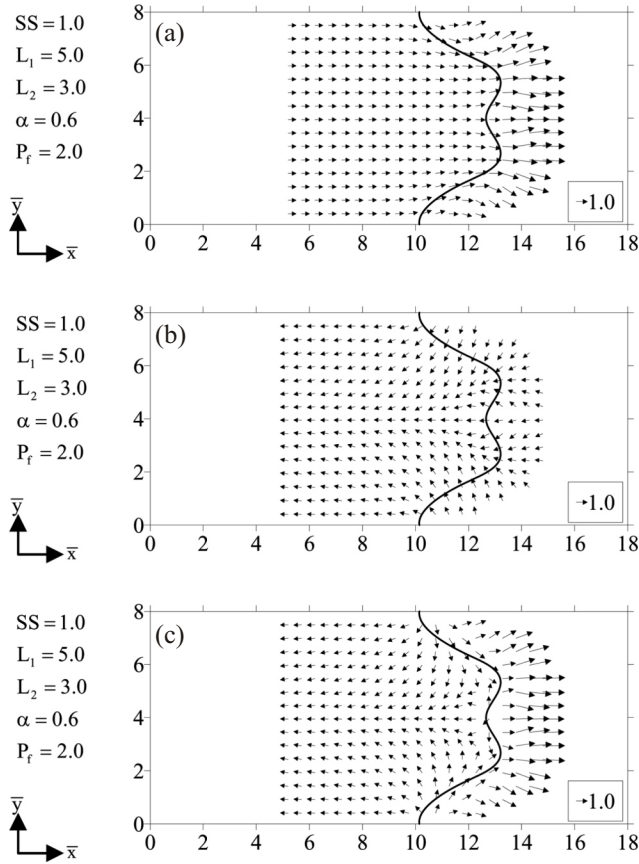 SS = 1.0
L₁ = 5.0
L₂ = 3.0
α = 0.6
P_f = 2.0
y̅
x̅
(a)
8
6
4
2
0
1.0
0 2 4 6 8 10 12 14 16 18
SS = 1.0
L₁ = 5.0
L₂ = 3.0
α = 0.6
P_f = 2.0
y̅
x̅
(b)
8
6
4
2
0
1.0
0 2 4 6 8 10 12 14 16 18
SS = 1.0
L₁ = 5.0
L₂ = 3.0
α = 0.6
P_f = 2.0
y̅
x̅
(c)
8
6
4
2
0
1.0
0 2 4 6 8 10 12 14 16 18